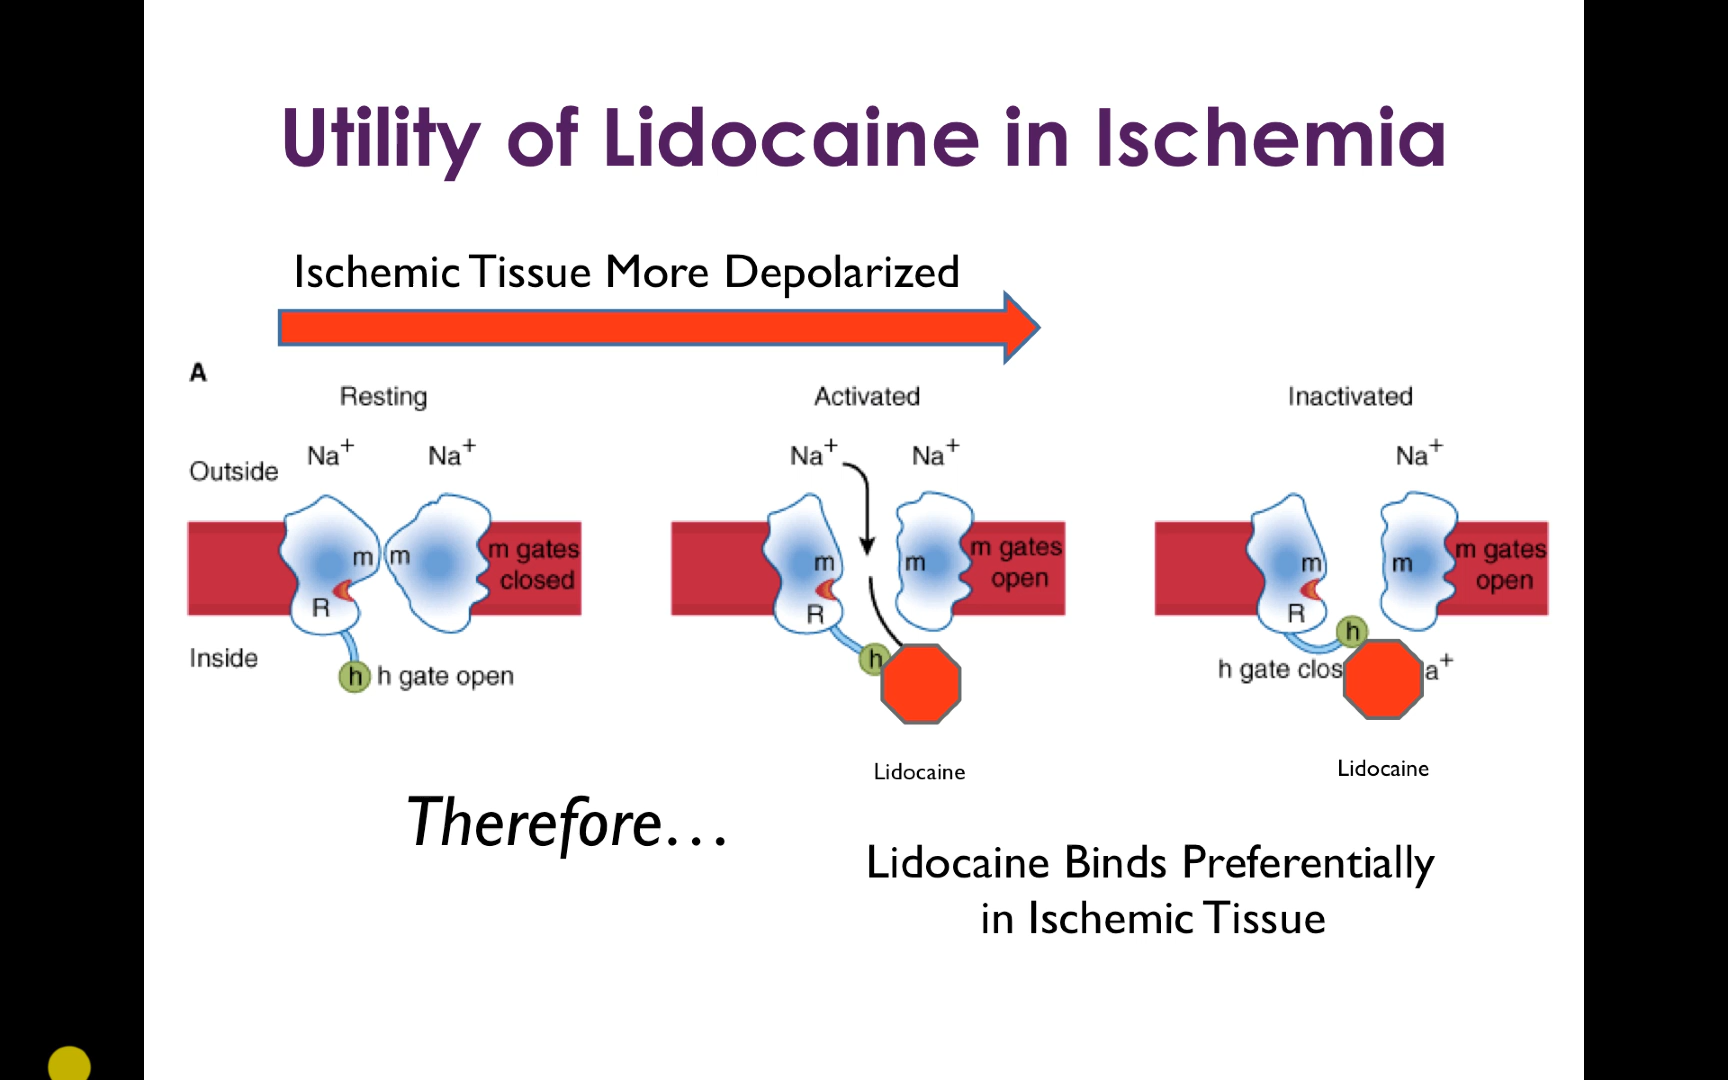 Utility of Lidocaine in Ischemia
Ischemic Tissue More Depolarized
A
Resting
Activated
Inactivated
Outside
Na+
Na+
Na+
Na+
Na+
m
m
m gates
closed
R
m
m
m gates
open
R
m
m
m gates
open
R
Inside
h
h gate open
h
h
h gate clos
a+
Lidocaine
Lidocaine
Therefore...
Lidocaine Binds Preferentially
in Ischemic Tissue